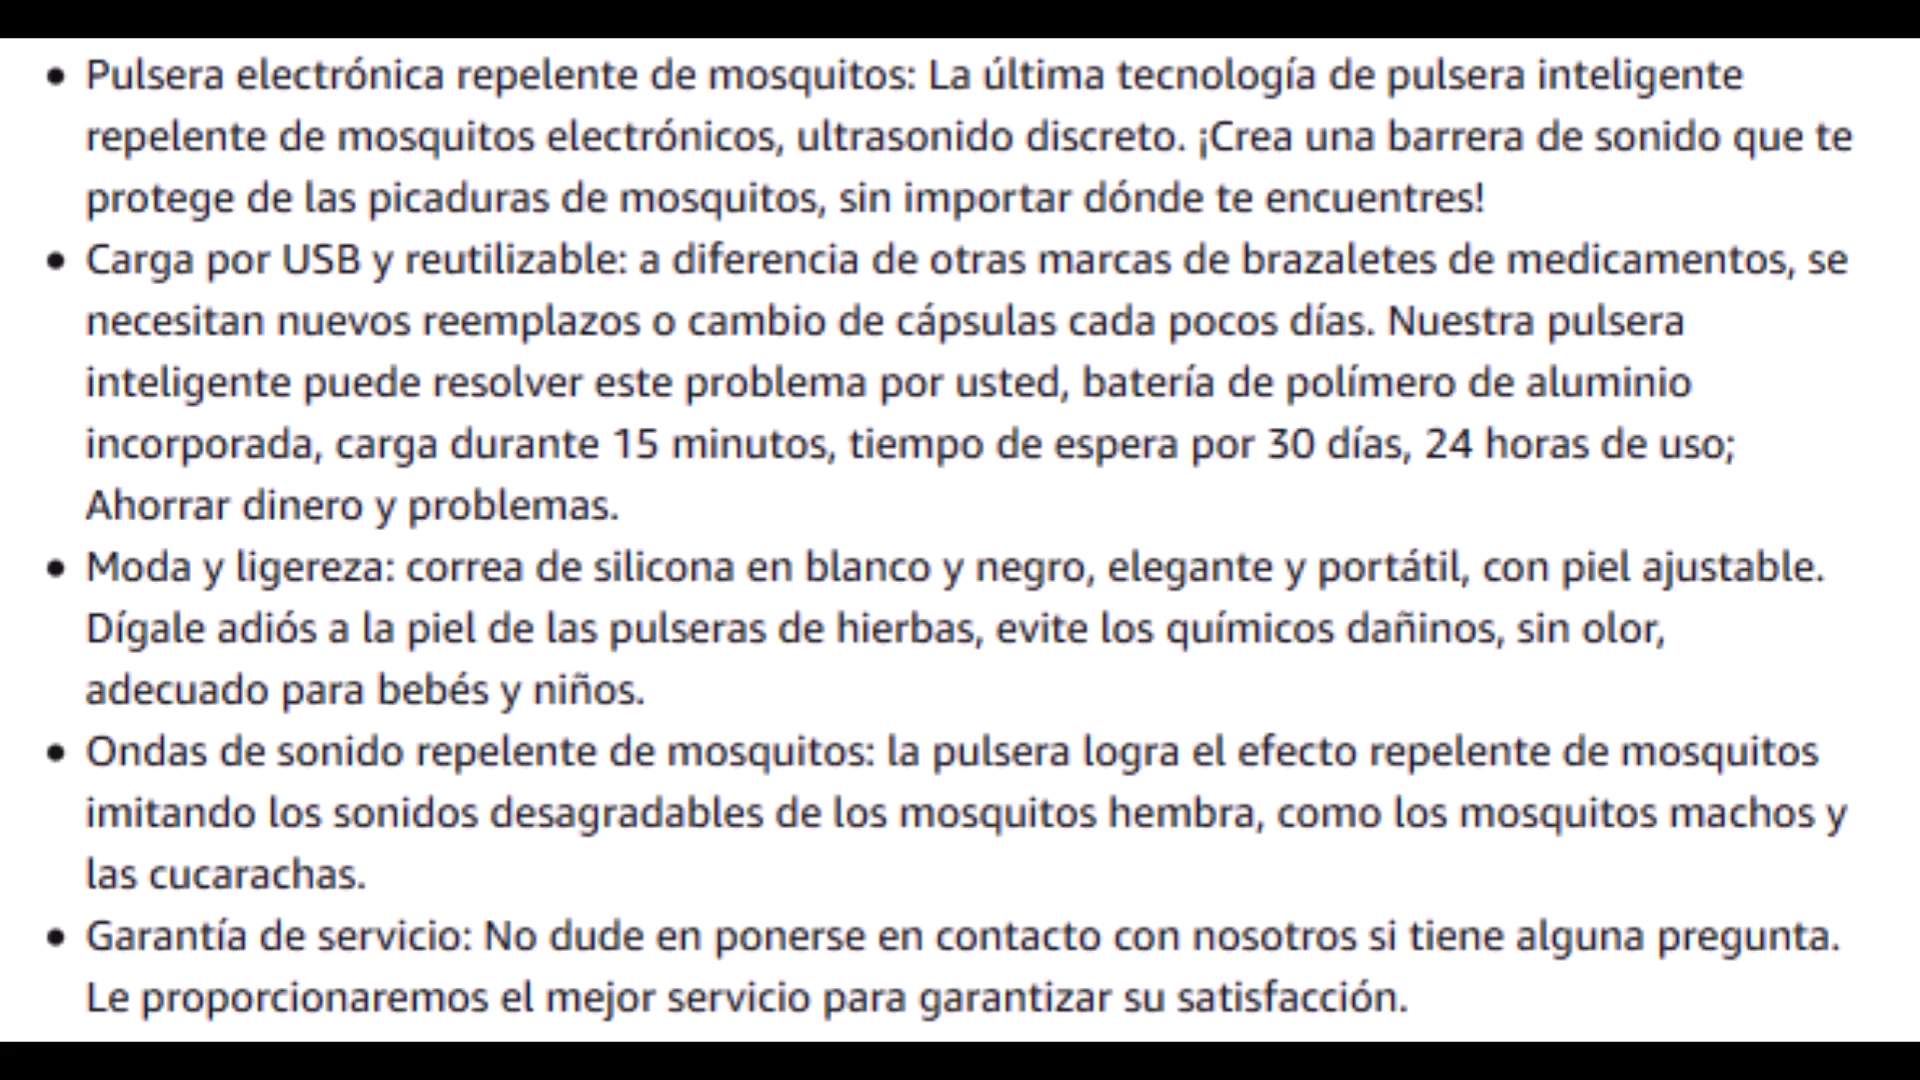 • Pulsera electrónica repelente de mosquitos: La última tecnología de pulsera inteligente
repelente de mosquitos electrónicos, ultrasonido discreto. ¡Crea una barrera de sonido que te
protege de las picaduras de mosquitos, sin importar dónde te encuentres!
• Carga por USB y reutilizable: a diferencia de otras marcas de brazaletes de medicamentos, se
necesitan nuevos reemplazos o cambio de cápsulas cada pocos días. Nuestra pulsera
inteligente puede resolver este problema por usted, batería de polímero de aluminio
incorporada, carga durante 15 minutos, tiempo de espera por 30 días, 24 horas de uso;
Ahorrar dinero y problemas.
• Moda y ligereza: correa de silicona en blanco y negro, elegante y portátil, con piel ajustable.
Dígale adiós a la piel de las pulseras de hierbas, evite los químicos dañinos, sin olor,
adecuado para bebés y niños.
• Ondas de sonido repelente de mosquitos: la pulsera logra el efecto repelente de mosquitos
imitando los sonidos desagradables de los mosquitos hembra, como los mosquitos machos y
las cucarachas.
• Garantía de servicio: No dude en ponerse en contacto con nosotros si tiene alguna pregunta.
Le proporcionaremos el mejor servicio para garantizar su satisfacción.